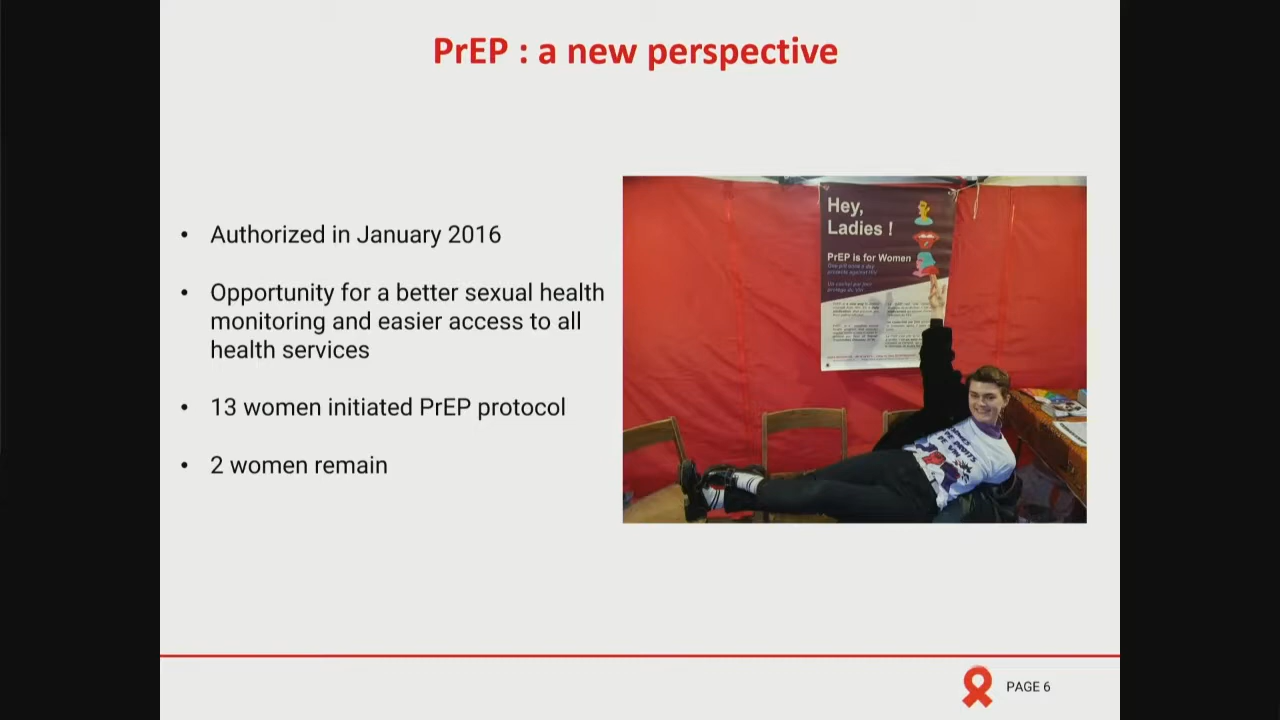 PrEP : a new perspective
• Authorized in January 2016
• Opportunity for a better sexual health
monitoring and easier access to all
health services
• 13 women initiated PrEP protocol
• 2 women remain
Hey,
Ladies !
PrEP is for Women
PAGE 6